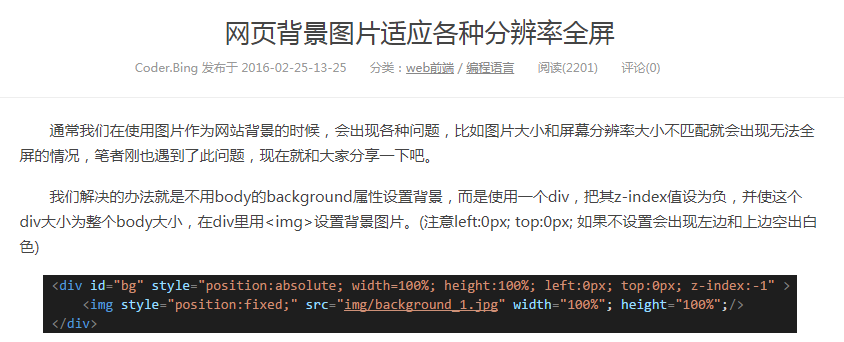 网页背景图片适应各种分辨率全屏
Coder.Bing 发布于 2016-02-25-13-25 分类：web前端 / 编程语言 阅读(2201) 评论(0)
通常我们在使用图片作为网站背景的时候，会出现各种问题，比如图片大小和屏幕分辨率大小不匹配就会出现无法全
屏的情况，笔者刚也遇到了此问题，现在就和大家分享一下吧。
我们解决的办法就是不用body的background属性设置背景，而是使用一个div，把其z-index值设为负，并使这个
div大小为整个body大小，在div里用<img>设置背景图片。(注意left:0px; top:0px; 如果不设置会出现左边和上边空出白
色)
<div id="bg" style="position:absolute; width=100%; height:100%; left:0px; top:0px; z-index:-1" >
<img style="position:fixed;" src="img/background_1.jpg" width="100%"; height="100%";/>
</div>